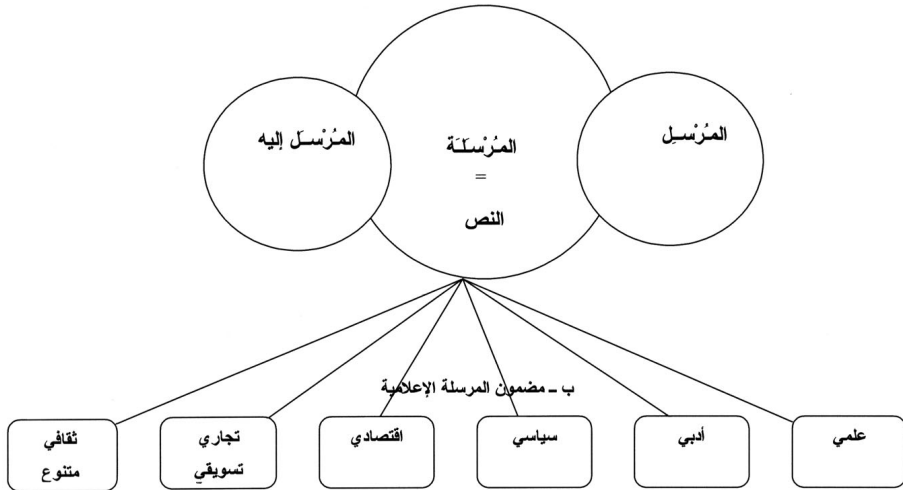 المُرْسِل
المُرْسَلَة
=
النص
المُرْسَل إليه
ب – مضمون المرسلة الإعلامية
علمي
أدبي
سياسي
اقتصادي
تجاري
تسويقي
ثقافي
متنوع